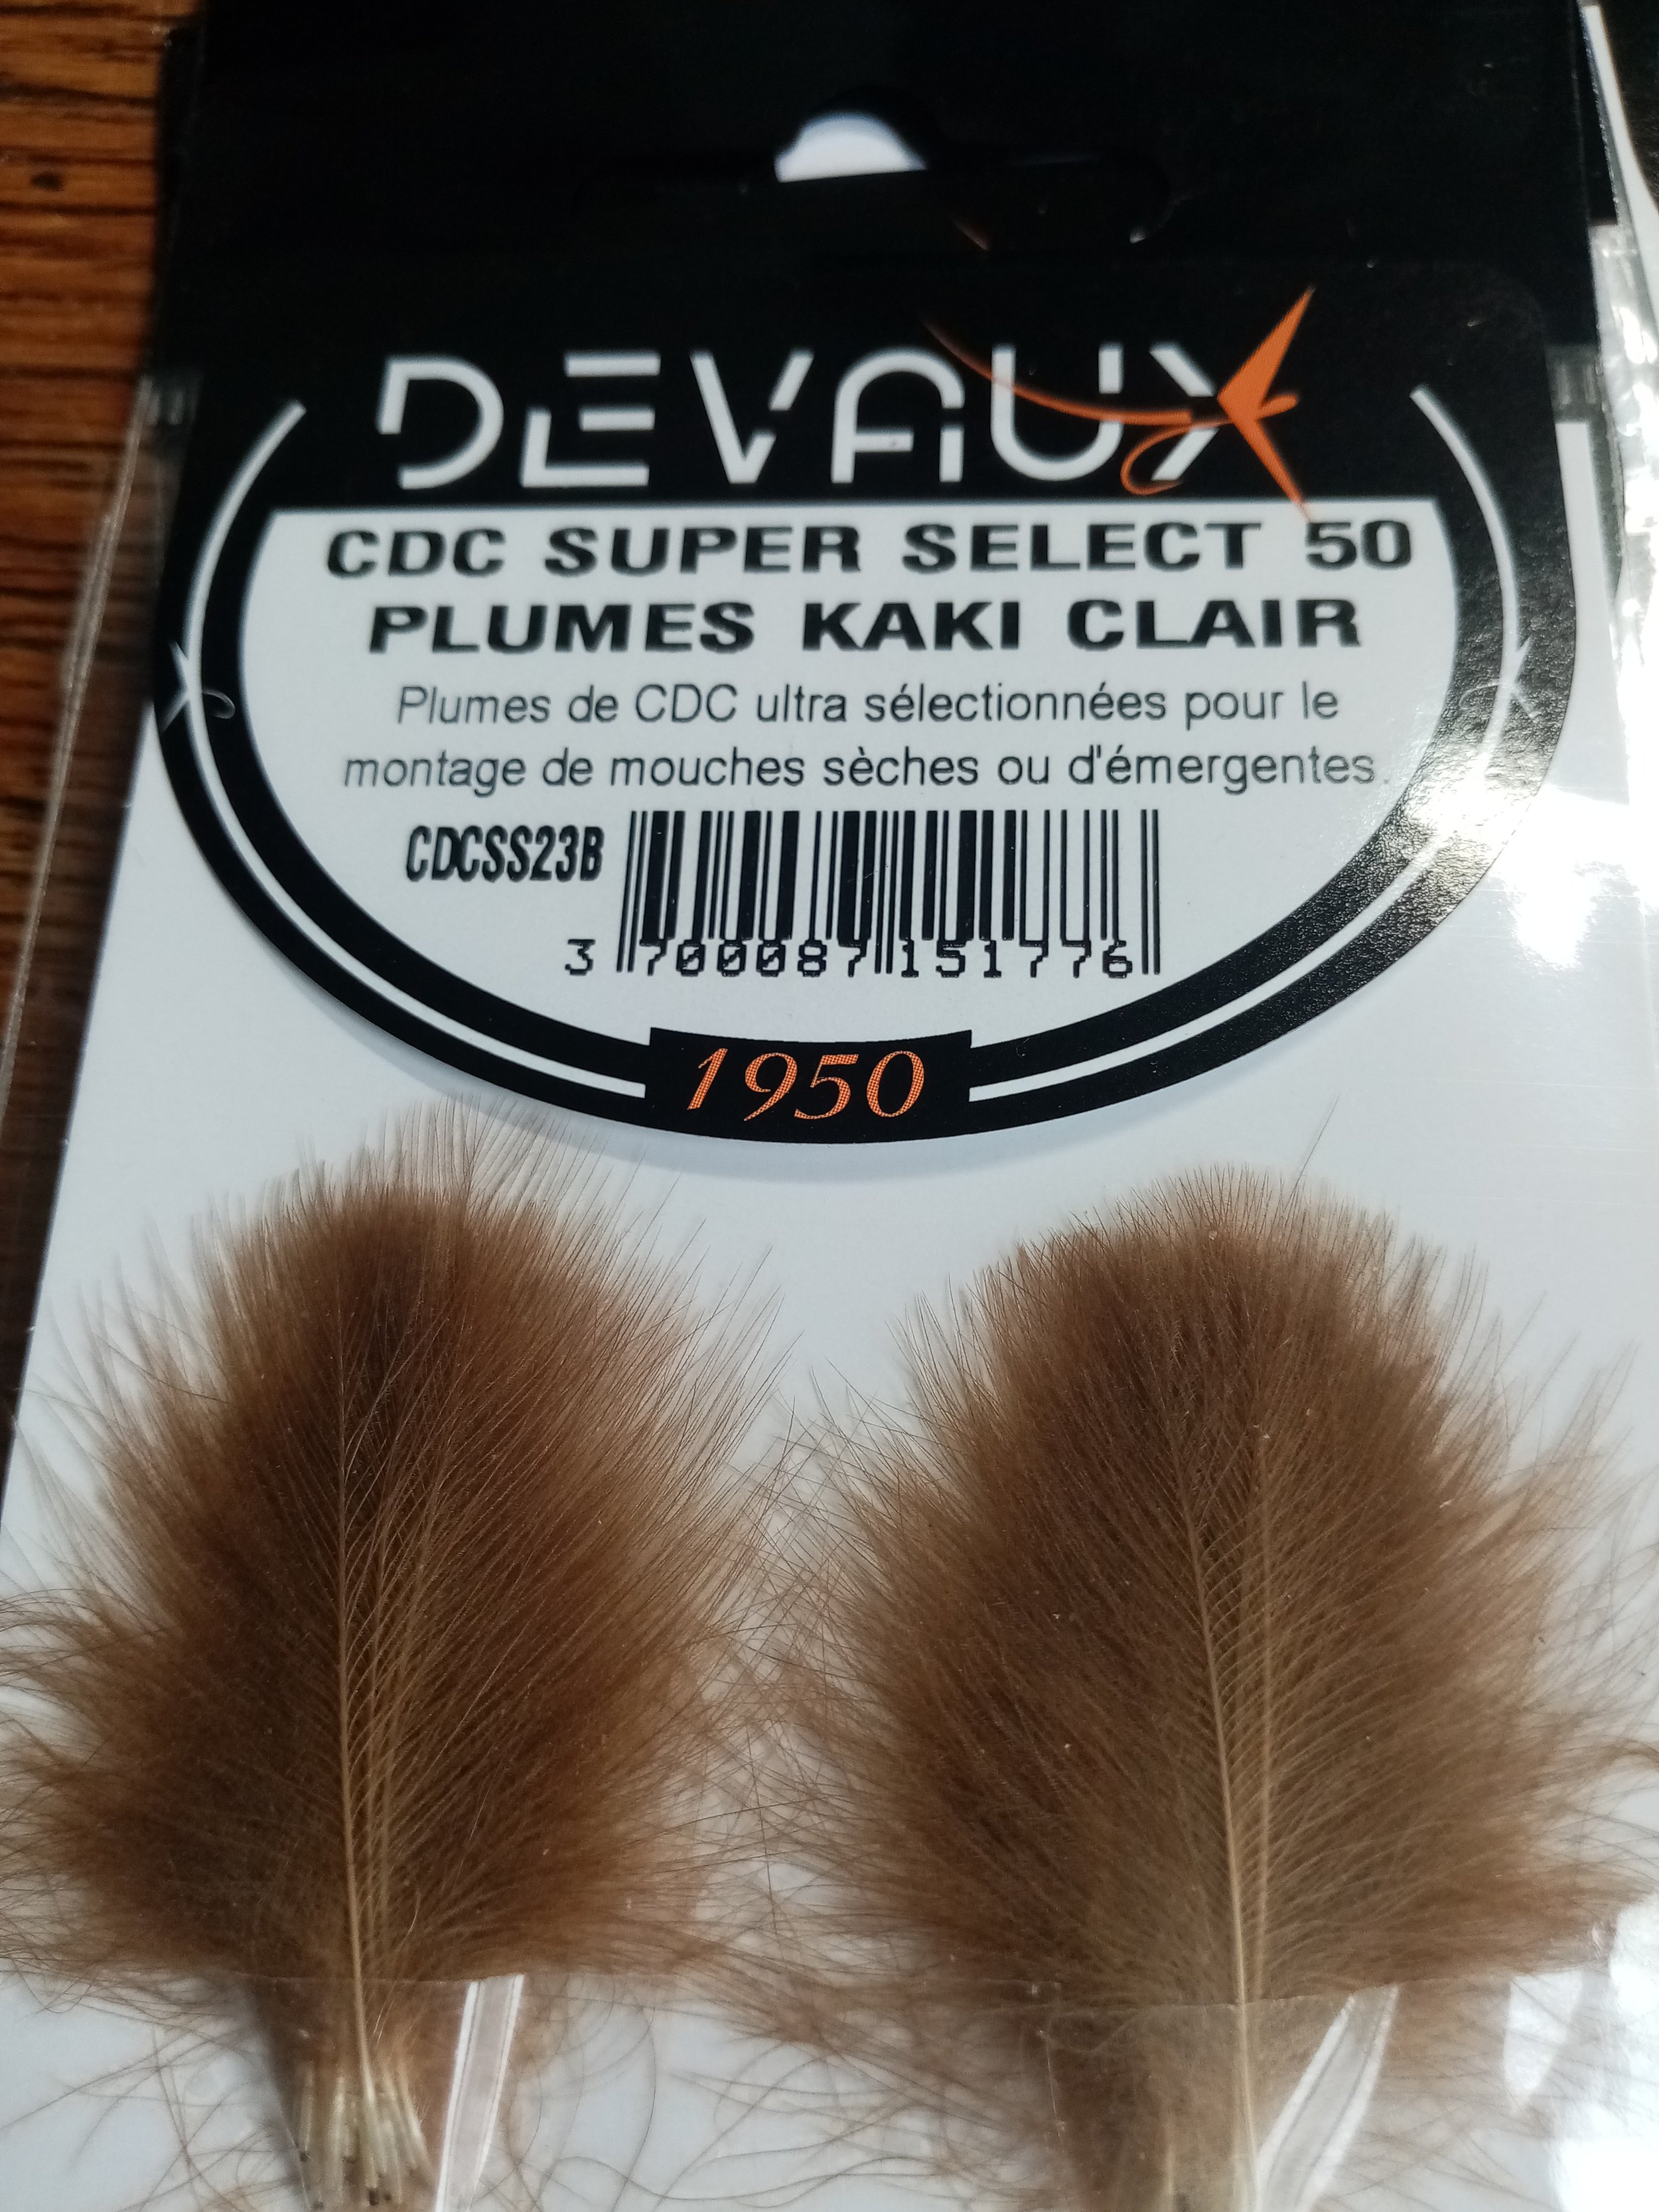 DEVAUX
CDC SUPER SELECT 50
PLUMES KAKI CLAIR
Plumes de CDC ultra sélectionnées pour le
montage de mouches sèches ou d'émergentes.
CDCSS23B
3 700087 151776
1950